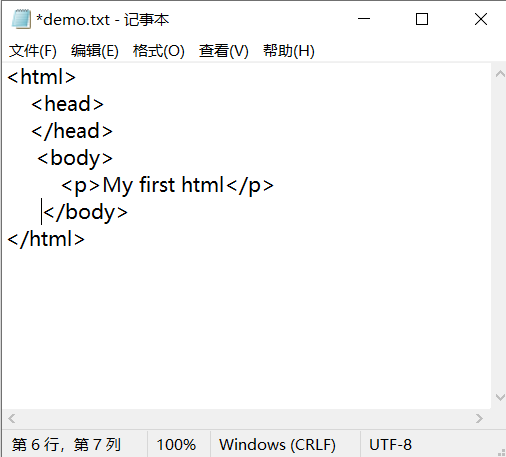 *demo.txt - 记事本
文件(F) 编辑(E) 格式(O) 查看(V) 帮助(H)
<html>
    <head>
    </head>
     <body>
         <p>My first html</p>
      </body>
</html>
第 6 行，第 7 列 100% Windows (CRLF) UTF-8